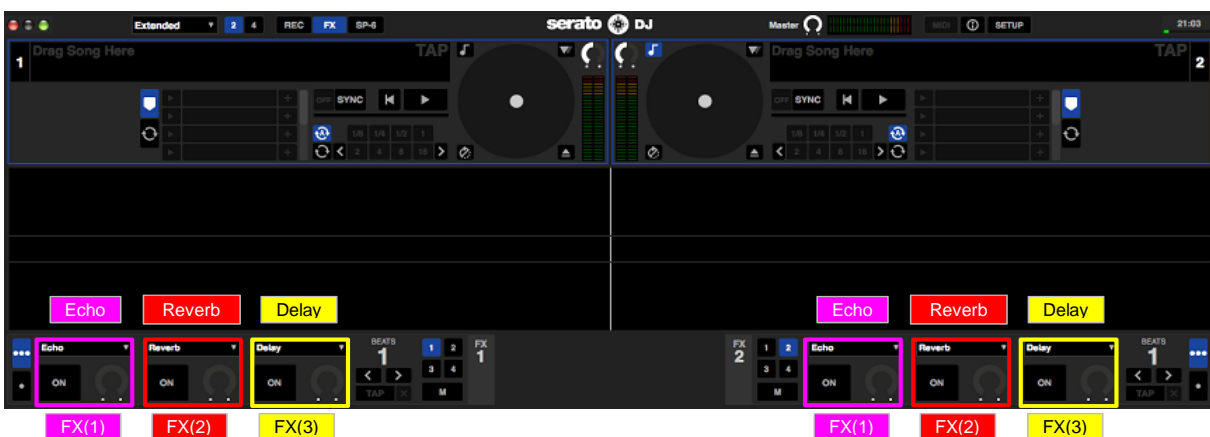 Extended 2 4 REC FX SP-6 serato DJ Master MIDI SETUP 21:03
1 Drag Song Here TAP Drag Song Here TAP 2
OFF SYNC OFF SYNC
1/8 1/4 1/2 1 1/8 1/4 1/2 1
2 4 8 16 2 4 8 16
Echo Reverb Delay Echo Reverb Delay
Echo Reverb Delay BEATS 1 1 2 FX 1 FX 2 1 2 Echo Reverb Delay BEATS 1
3 4 3 4
ON ON ON TAP M M ON ON ON TAP
FX(1) FX(2) FX(3) FX(1) FX(2) FX(3)